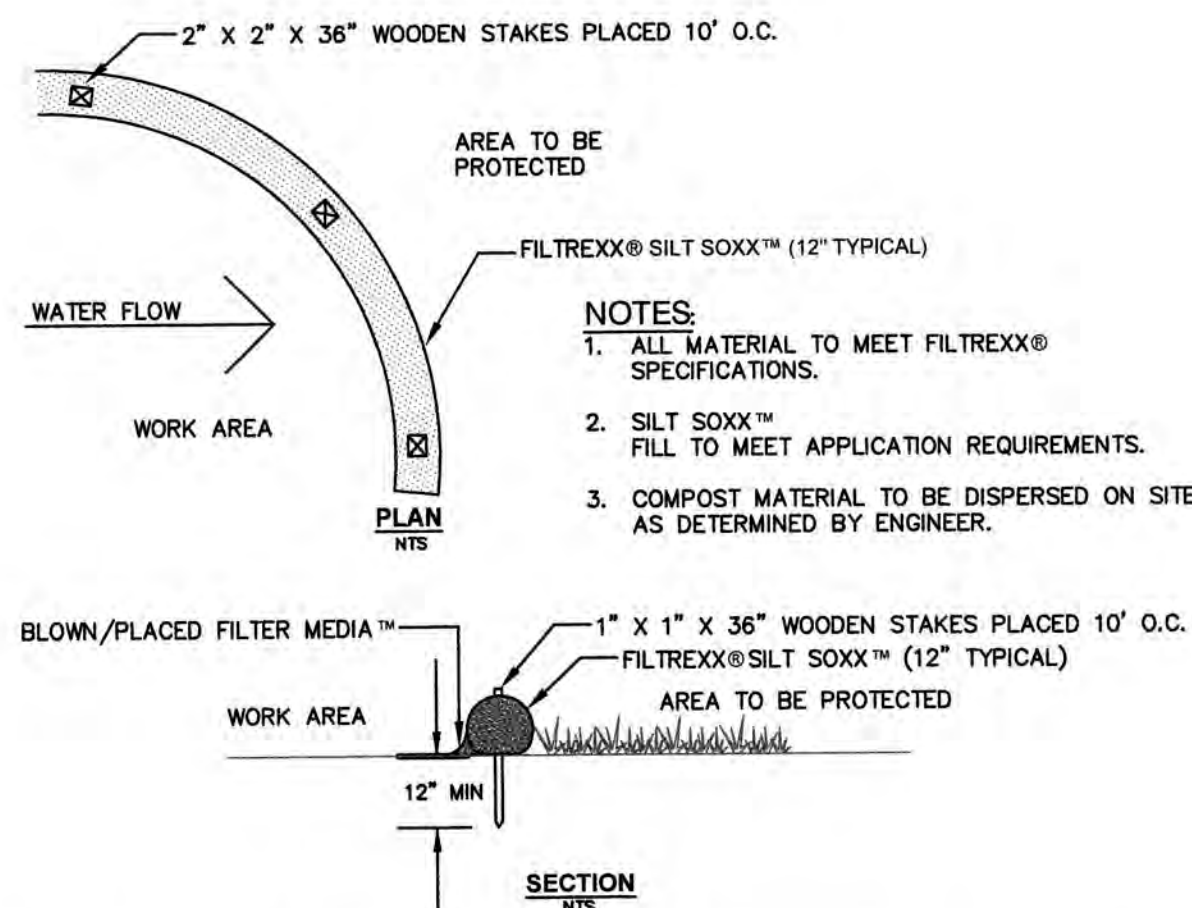 2" X 2" X 36" WOODEN STAKES PLACED 10' O.C.
AREA TO BE
PROTECTED
FILTREXX® SILT SOXX™ (12" TYPICAL)
WATER FLOW
WORK AREA
PLAN
NTS
NOTES:
1. ALL MATERIAL TO MEET FILTREXX®
SPECIFICATIONS.
2. SILT SOXX™
FILL TO MEET APPLICATION REQUIREMENTS.
3. COMPOST MATERIAL TO BE DISPERSED ON SITE
AS DETERMINED BY ENGINEER.
BLOWN/PLACED FILTER MEDIA™
1" X 1" X 36" WOODEN STAKES PLACED 10' O.C.
FILTREXX® SILT SOXX™ (12" TYPICAL)
WORK AREA
AREA TO BE PROTECTED
12" MIN
SECTION
NTS